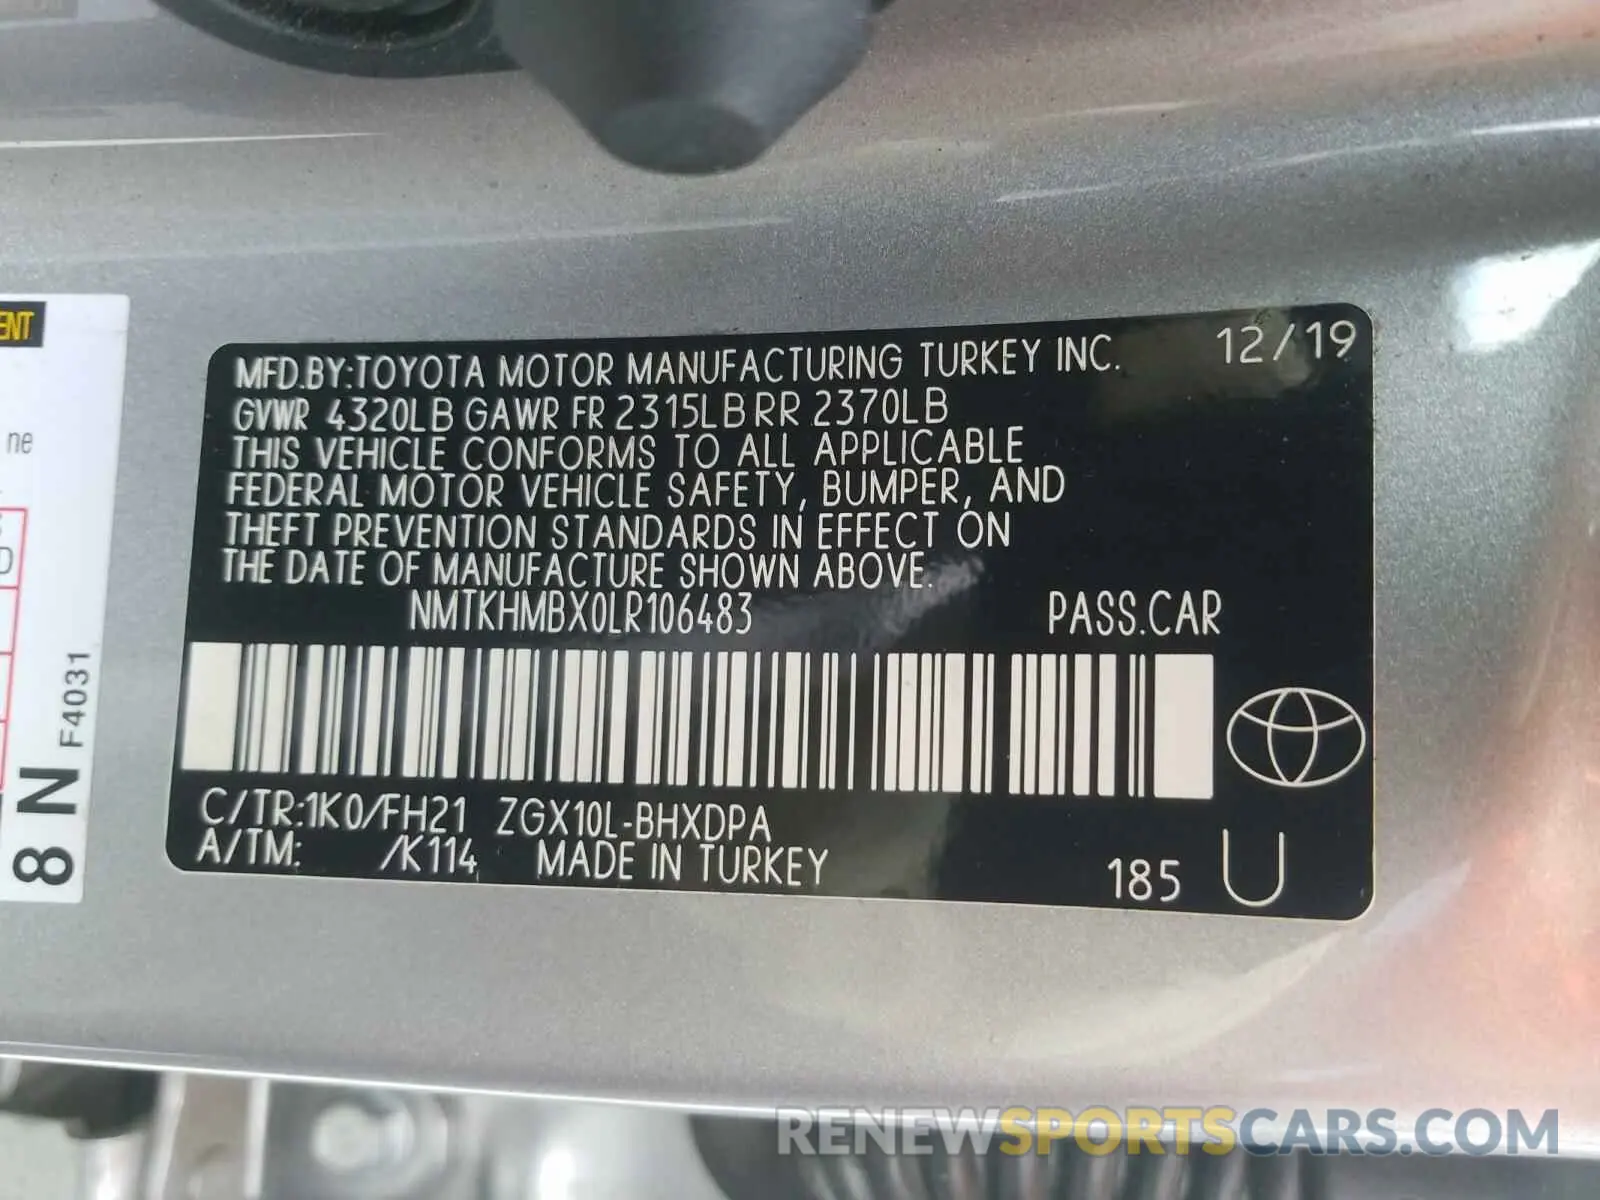 MFD.BY:TOYOTA MOTOR MANUFACTURING TURKEY INC. 12/19
GVWR 4320LB GAWR FR 2315LB RR 2370LB
THIS VEHICLE CONFORMS TO ALL APPLICABLE
FEDERAL MOTOR VEHICLE SAFETY, BUMPER, AND
THEFT PREVENTION STANDARDS IN EFFECT ON
THE DATE OF MANUFACTURE SHOWN ABOVE.
NMTKHMBX0LR106483 PASS.CAR
C/TR:1K0/FH21 ZGX10L-BHXDPA
A/TM: /K114 MADE IN TURKEY
185 U
ENT
ne
D
8 N F4031
RENEWSPORTSCARS.COM